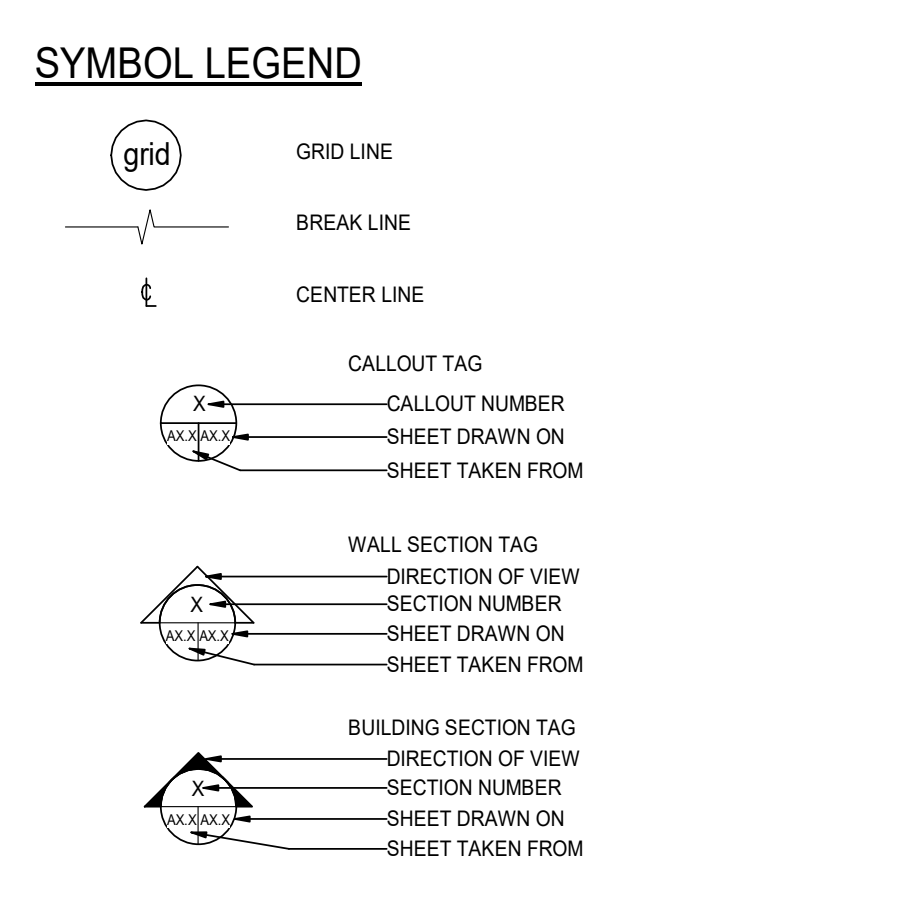 SYMBOL LEGEND
grid GRID LINE
BREAK LINE
℄ CENTER LINE
CALLOUT TAG
X CALLOUT NUMBER
AX.X AX.X SHEET DRAWN ON
SHEET TAKEN FROM
WALL SECTION TAG
DIRECTION OF VIEW
X SECTION NUMBER
AX.X AX.X SHEET DRAWN ON
SHEET TAKEN FROM
BUILDING SECTION TAG
DIRECTION OF VIEW
X SECTION NUMBER
AX.X AX.X SHEET DRAWN ON
SHEET TAKEN FROM